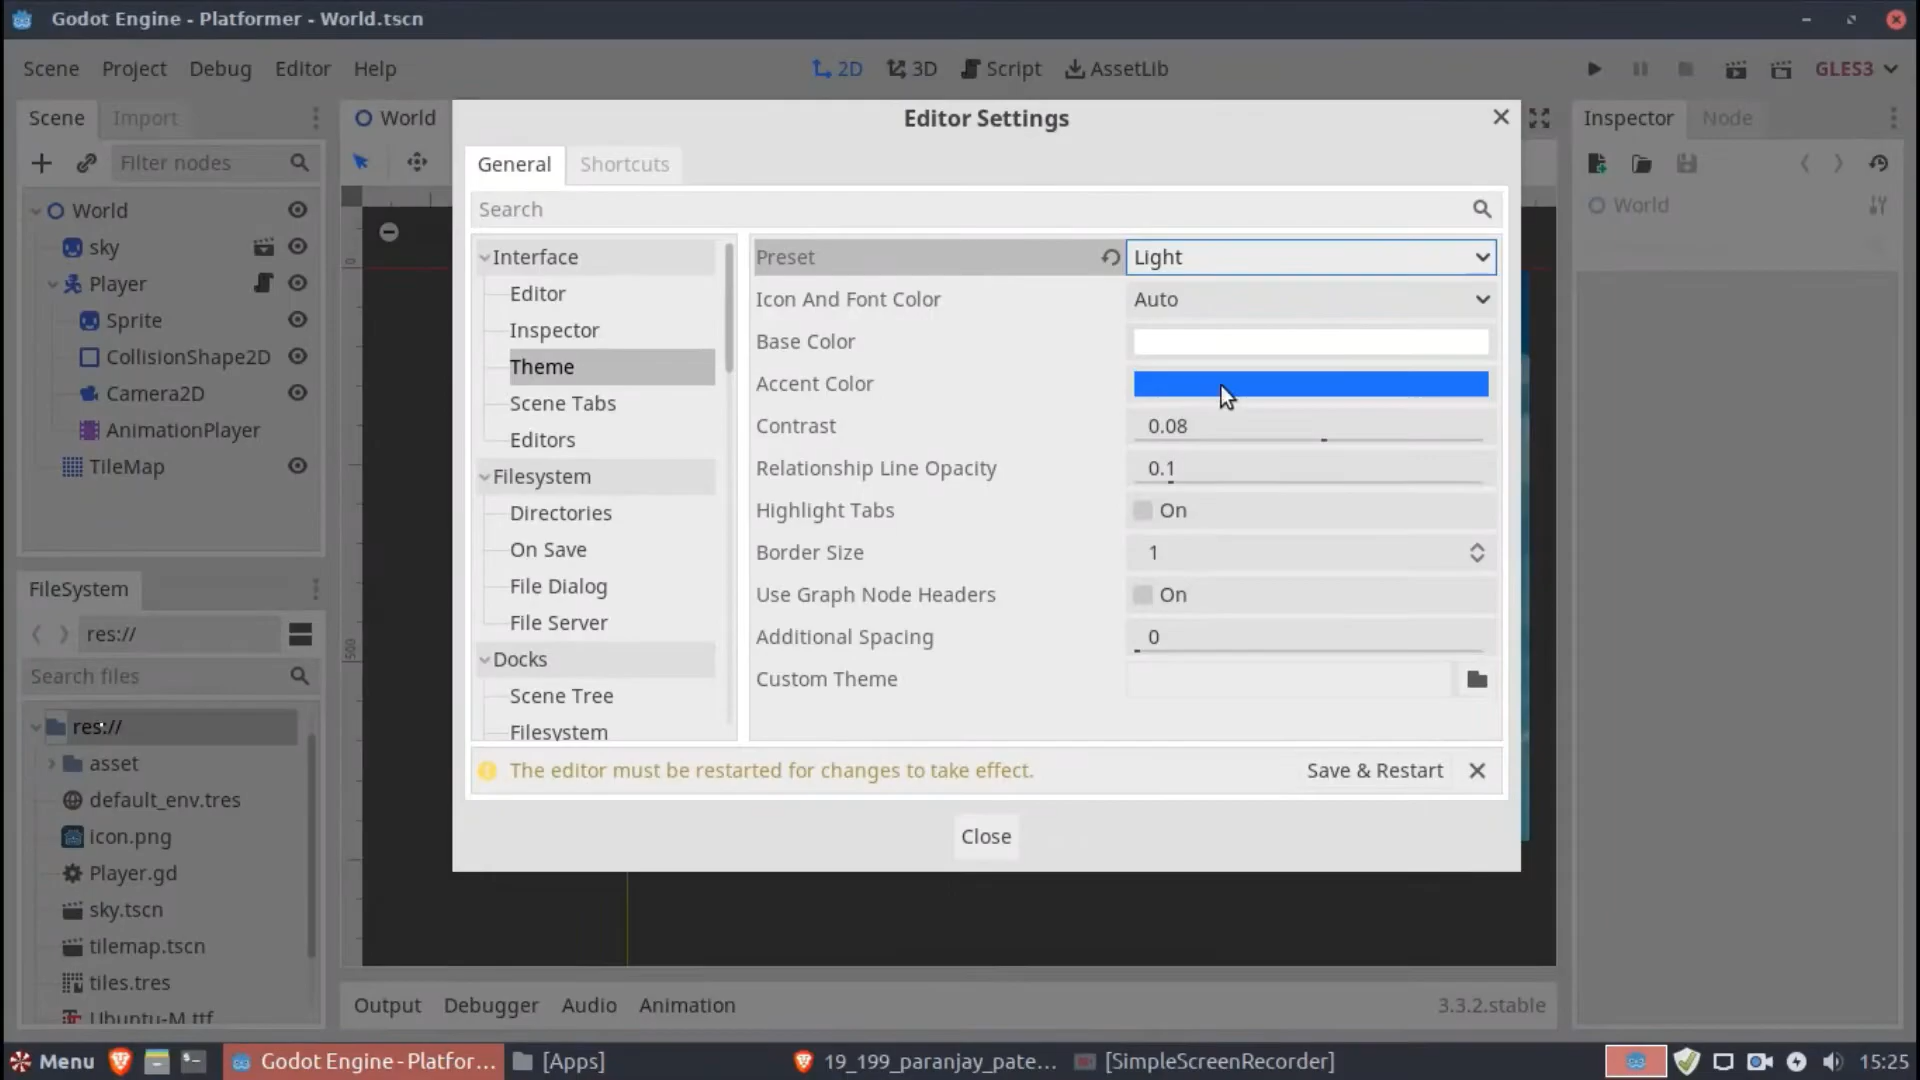 Godot Engine - Platformer - World.tscn
Scene Project Debug Editor Help
2D 3D Script AssetLib
GLES3
Scene Import
World
Inspector Node
Filter nodes
World
World
sky
Player
Sprite
CollisionShape2D
Camera2D
AnimationPlayer
TileMap
0
500
FileSystem
res://
Search files
res://
asset
default_env.tres
icon.png
Player.gd
sky.tscn
tilemap.tscn
tiles.tres
Ubuntu-M.ttf
Editor Settings
General Shortcuts
Search
Interface
Editor
Inspector
Theme
Scene Tabs
Editors
Filesystem
Directories
On Save
File Dialog
File Server
Docks
Scene Tree
Filesystem
Preset Light
Icon And Font Color Auto
Base Color
Accent Color
Contrast 0.08
Relationship Line Opacity 0.1
Highlight Tabs On
Border Size 1
Use Graph Node Headers On
Additional Spacing 0
Custom Theme
The editor must be restarted for changes to take effect. Save & Restart
Close
Output Debugger Audio Animation 3.3.2.stable
Menu Godot Engine - Platfor... [Apps] 19_199_paranjay_pate... [SimpleScreenRecorder] 15:25